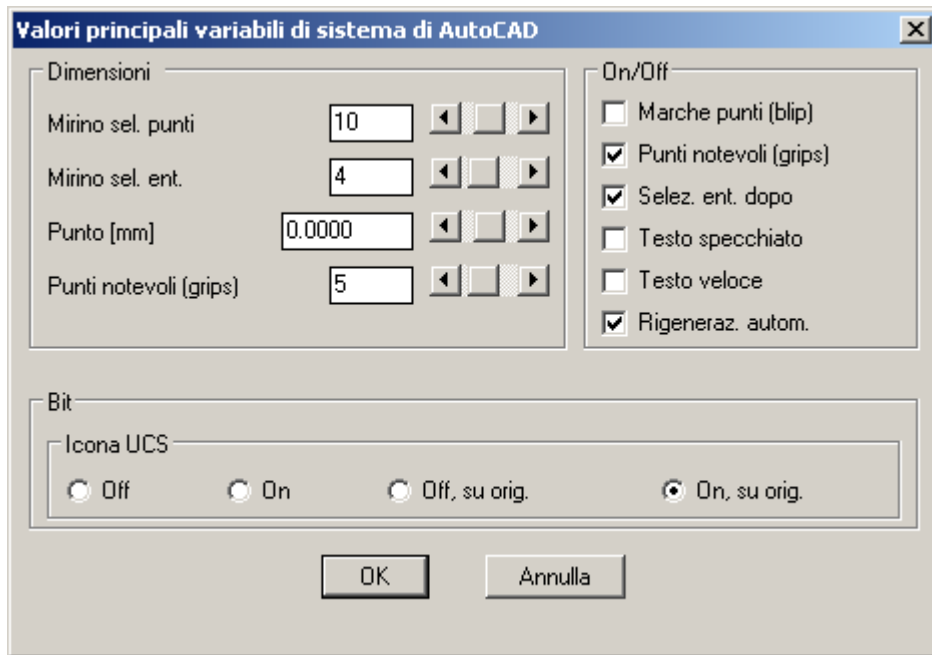 Valori principali variabili di sistema di AutoCAD
Dimensioni
Mirino sel. punti 10
Mirino sel. ent. 4
Punto [mm] 0.0000
Punti notevoli (grips) 5
On/Off
Marche punti (blip)
Punti notevoli (grips)
Selez. ent. dopo
Testo specchiato
Testo veloce
Rigeneraz. autom.
Bit
Icona UCS
Off On Off, su orig. On, su orig.
OK Annulla